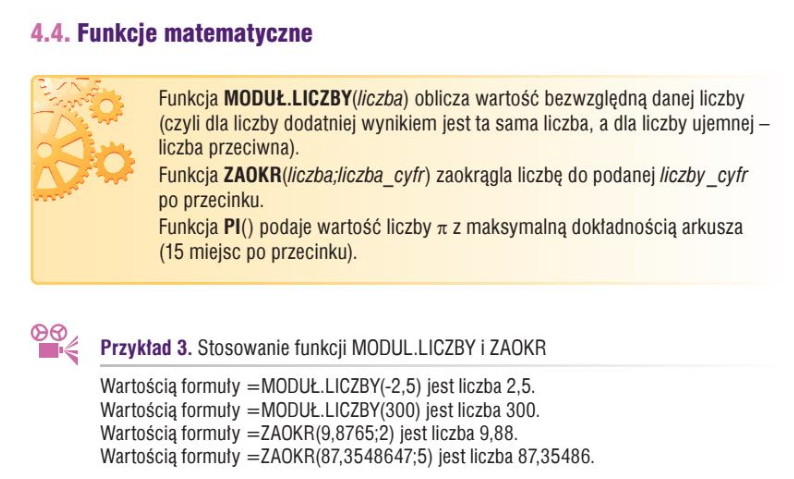 4.4. Funkcje matematyczne
Funkcja MODUŁ.LICZBY(liczba) oblicza wartość bezwzględną danej liczby
(czyli dla liczby dodatniej wynikiem jest ta sama liczba, a dla liczby ujemnej –
liczba przeciwna).
Funkcja ZAOKR(liczba;liczba_cyfr) zaokrągla liczbę do podanej liczby_cyfr
po przecinku.
Funkcja PI() podaje wartość liczby π z maksymalną dokładnością arkusza
(15 miejsc po przecinku).
Przykład 3. Stosowanie funkcji MODUL.LICZBY i ZAOKR
Wartością formuły =MODUŁ.LICZBY(-2,5) jest liczba 2,5.
Wartością formuły =MODUŁ.LICZBY(300) jest liczba 300.
Wartością formuły =ZAOKR(9,8765;2) jest liczba 9,88.
Wartością formuły =ZAOKR(87,3548647;5) jest liczba 87,35486.